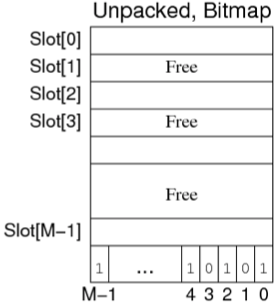 Unpacked, Bitmap
Slot[0]
Slot[1] Free
Slot[2]
Slot[3] Free
Free
Slot[M−1]
1 ... 1 0 1 0 1
M−1 4 3 2 1 0